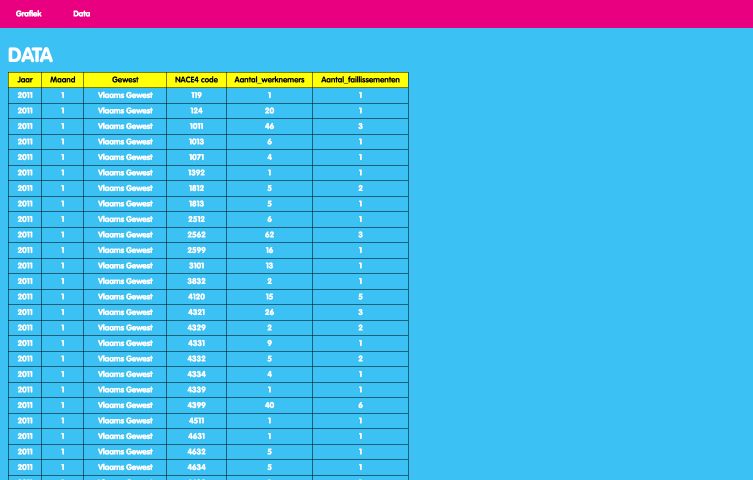 Grafiek Data
DATA
Jaar Maand Gewest NACE4 code Aantal_werknemers Aantal_faillissementen
2011 1 Vlaams Gewest 119 1 1
2011 1 Vlaams Gewest 124 20 1
2011 1 Vlaams Gewest 1011 46 3
2011 1 Vlaams Gewest 1013 6 1
2011 1 Vlaams Gewest 1071 4 1
2011 1 Vlaams Gewest 1392 1 1
2011 1 Vlaams Gewest 1812 5 2
2011 1 Vlaams Gewest 1813 5 1
2011 1 Vlaams Gewest 2512 6 1
2011 1 Vlaams Gewest 2562 62 3
2011 1 Vlaams Gewest 2599 16 1
2011 1 Vlaams Gewest 3101 13 1
2011 1 Vlaams Gewest 3832 2 1
2011 1 Vlaams Gewest 4120 15 5
2011 1 Vlaams Gewest 4321 26 3
2011 1 Vlaams Gewest 4329 2 2
2011 1 Vlaams Gewest 4331 9 1
2011 1 Vlaams Gewest 4332 5 2
2011 1 Vlaams Gewest 4334 4 1
2011 1 Vlaams Gewest 4339 1 1
2011 1 Vlaams Gewest 4399 40 6
2011 1 Vlaams Gewest 4511 1 1
2011 1 Vlaams Gewest 4631 1 1
2011 1 Vlaams Gewest 4632 5 1
2011 1 Vlaams Gewest 4634 5 1